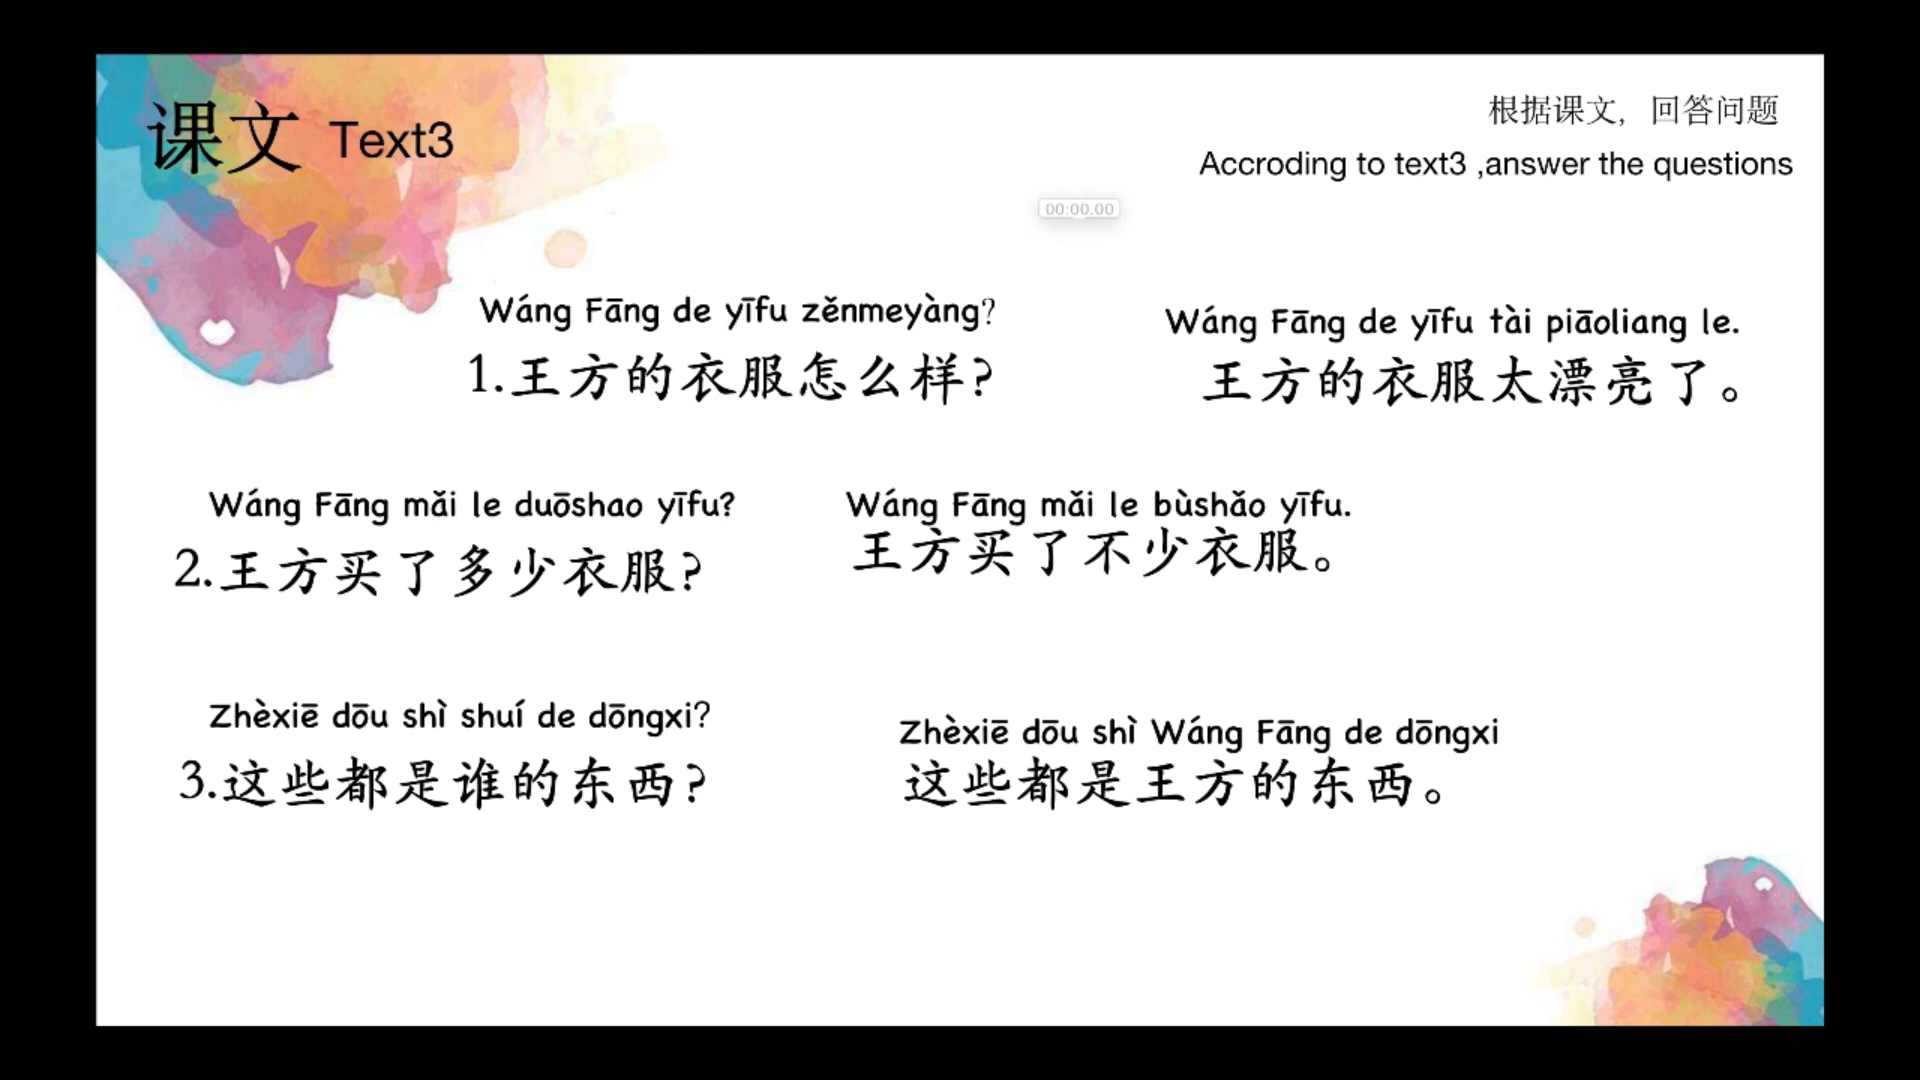 课文 Text3
根据课文，回答问题
Accroding to text3 ,answer the questions
00:00.00
Wáng Fāng de yīfu zěnmeyàng?
1.王方的衣服怎么样?
Wáng Fāng de yīfu tài piāoliang le.
王方的衣服太漂亮了。
Wáng Fāng mǎi le duōshao yīfu?
2.王方买了多少衣服?
Wáng Fāng mǎi le bùshǎo yīfu.
王方买了不少衣服。
Zhèxiē dōu shì shuí de dōngxi?
3.这些都是谁的东西?
Zhèxiē dōu shì Wáng Fāng de dōngxi
这些都是王方的东西。